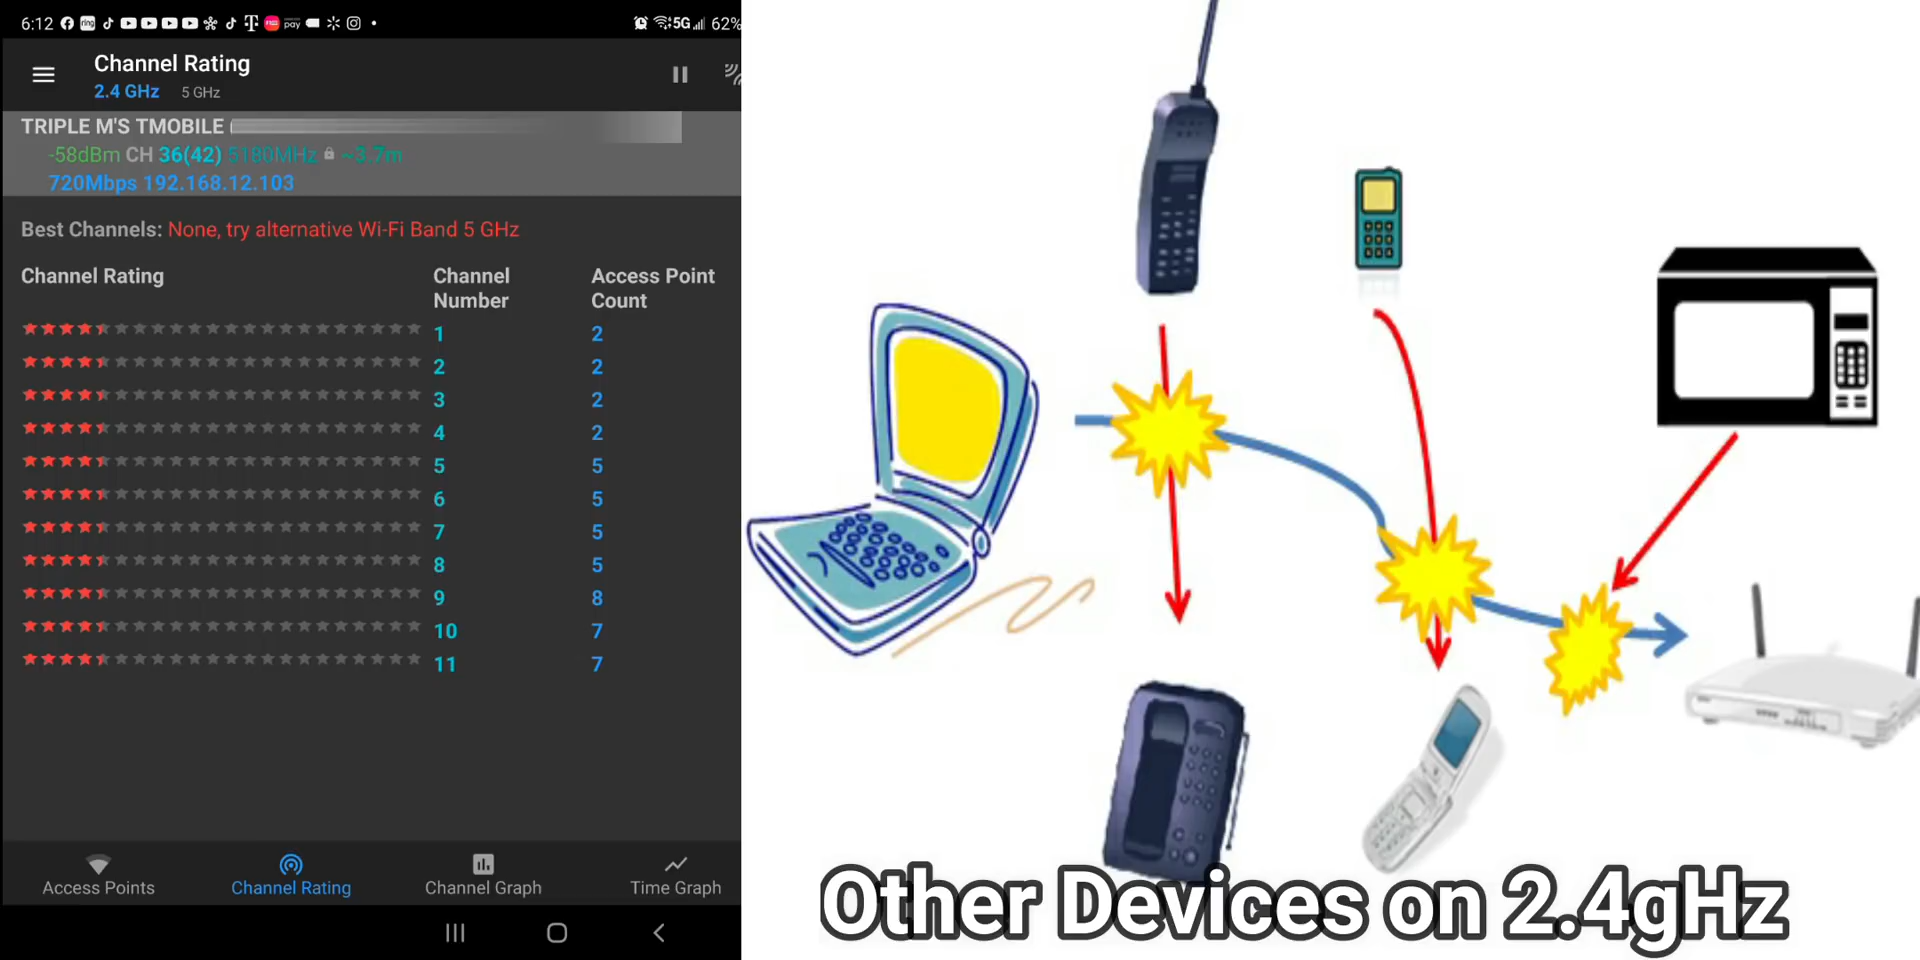 6:12 5G 62%
Channel Rating
2.4 GHz 5 GHz
TRIPLE M'S TMOBILE (
-58dBm CH 36(42) 5180MHz ~3.7m
720Mbps 192.168.12.103
Best Channels: None, try alternative Wi-Fi Band 5 GHz
Channel Rating Channel Number Access Point Count
1 2
2 2
3 2
4 2
5 5
6 5
7 5
8 5
9 8
10 7
11 7
Access Points Channel Rating Channel Graph Time Graph
Other Devices on 2.4gHz